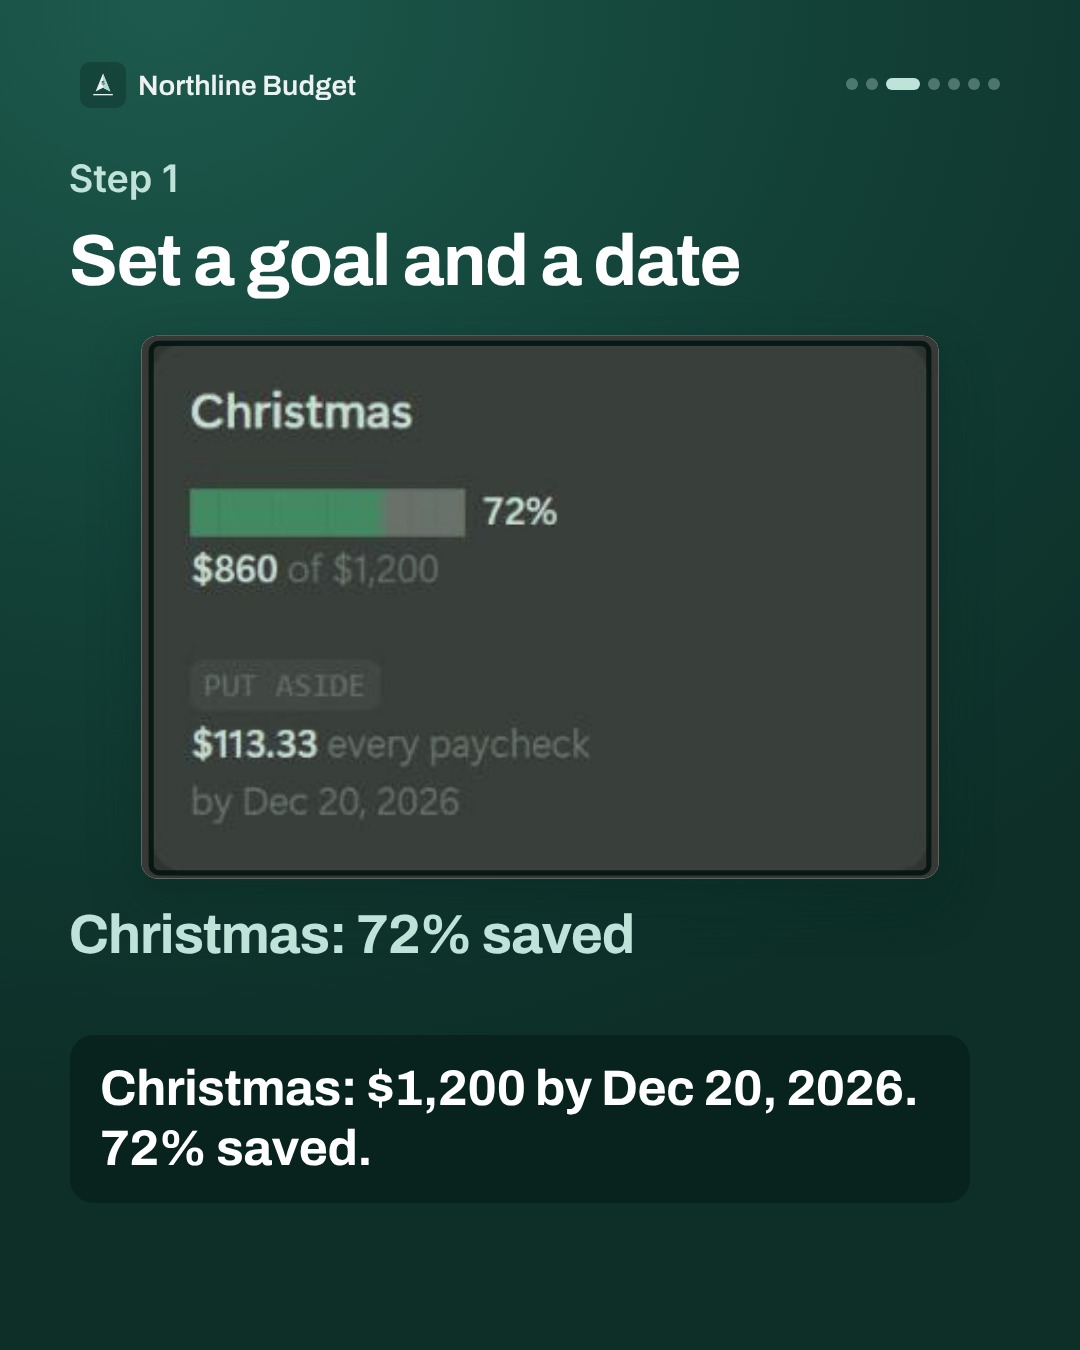 Northline Budget
Step 1
Set a goal and a date
Christmas
72%
$860 of $1,200
PUT ASIDE
$113.33 every paycheck
by Dec 20, 2026
Christmas: 72% saved
Christmas: $1,200 by Dec 20, 2026.
72% saved.